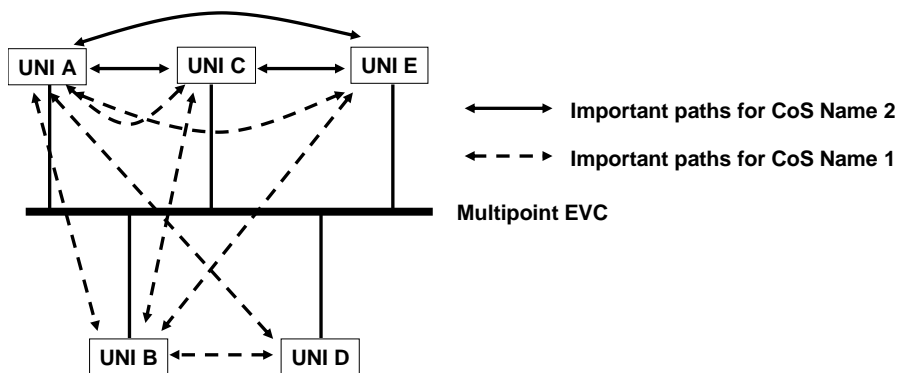 UNI A
UNI C
UNI E
Important paths for CoS Name 2
Important paths for CoS Name 1
Multipoint EVC
UNI B
UNI D